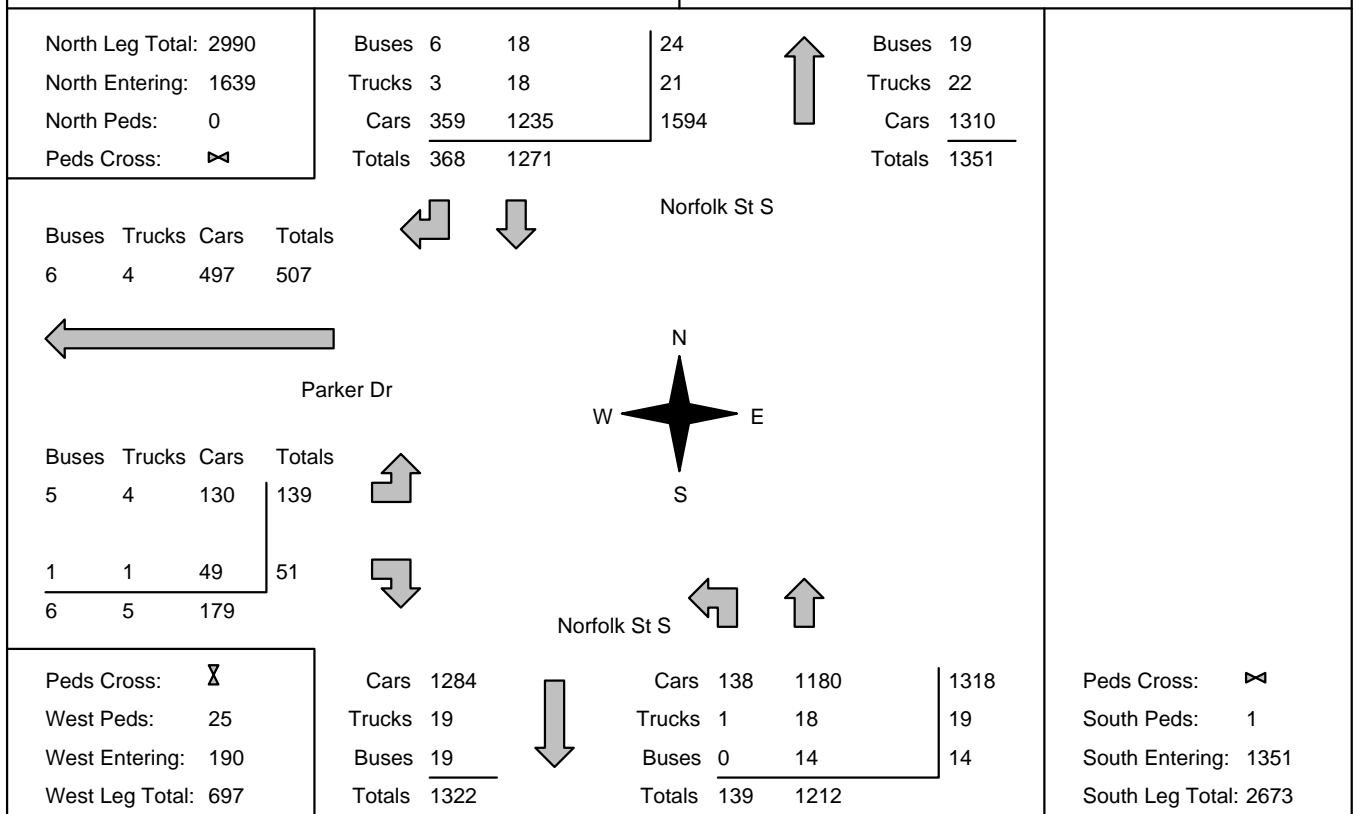 North Leg Total: 2990
North Entering: 1639
North Peds: 0
Peds Cross:
Buses 6 18 24
Trucks 3 18 21
Cars 359 1235 1594
Totals 368 1271
Buses 19
Trucks 22
Cars 1310
Totals 1351
Norfolk St S
Buses Trucks Cars Totals
6 4 497 507
Parker Dr
N
W E
S
Buses Trucks Cars Totals
5 4 130 139
1 1 49 51
6 5 179
Norfolk St S
Peds Cross:
West Peds: 25
West Entering: 190
West Leg Total: 697
Cars 1284
Trucks 19
Buses 19
Totals 1322
Cars 138 1180 1318
Trucks 1 18 19
Buses 0 14 14
Totals 139 1212
Peds Cross:
South Peds: 1
South Entering: 1351
South Leg Total: 2673